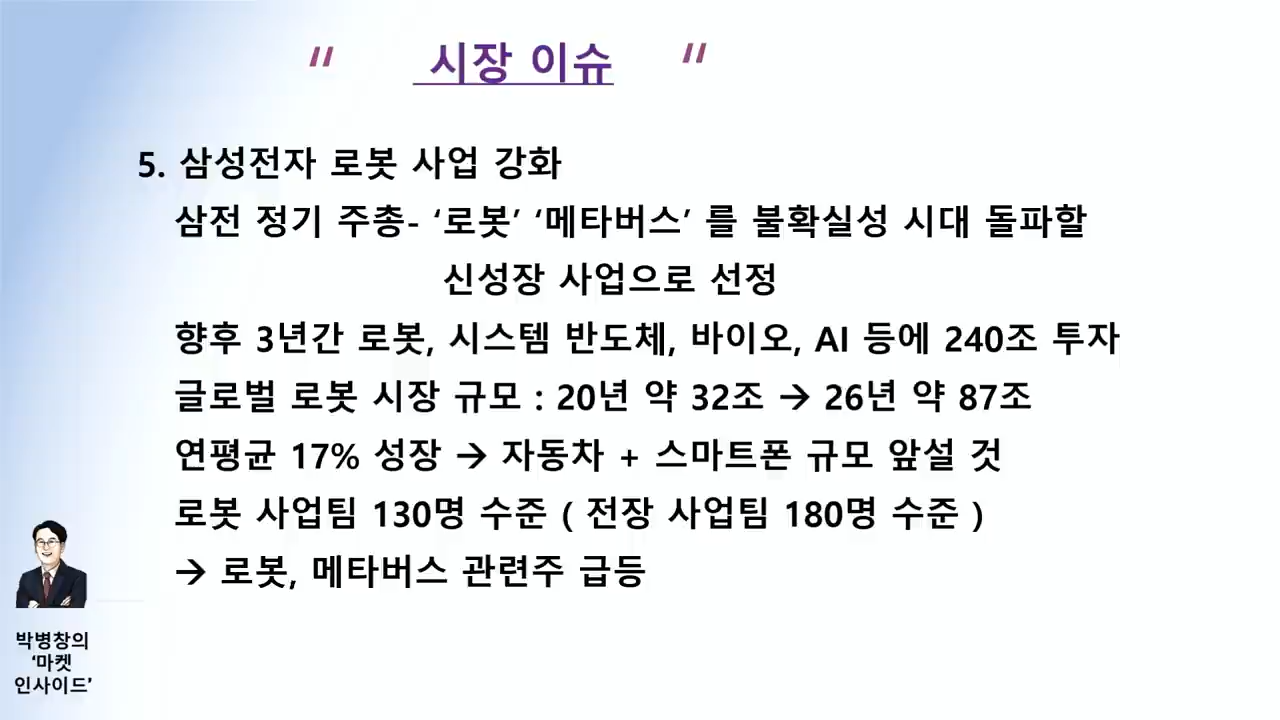 " 시장 이슈 "
5. 삼성전자 로봇 사업 강화
삼전 정기 주총- ‘로봇’ ‘메타버스’ 를 불확실성 시대 돌파할
신성장 사업으로 선정
향후 3년간 로봇, 시스템 반도체, 바이오, AI 등에 240조 투자
글로벌 로봇 시장 규모 : 20년 약 32조 → 26년 약 87조
연평균 17% 성장 → 자동차 + 스마트폰 규모 앞설 것
로봇 사업팀 130명 수준 ( 전장 사업팀 180명 수준 )
→ 로봇, 메타버스 관련주 급등
박병창의
‘마켓
인사이드’